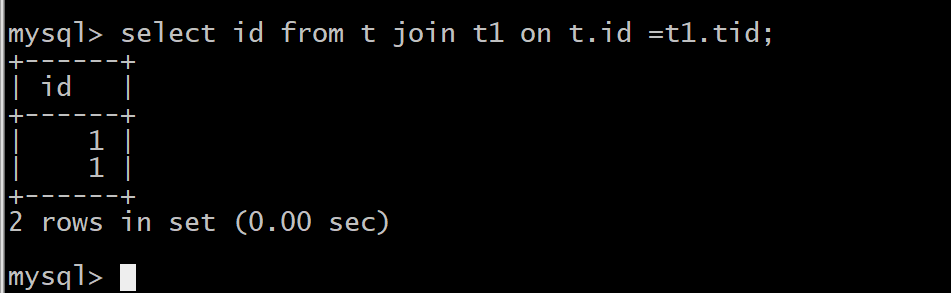 mysql> select id from t join t1 on t.id =t1.tid;
+------+
| id   |
+------+
|    1 |
|    1 |
+------+
2 rows in set (0.00 sec)
mysql>